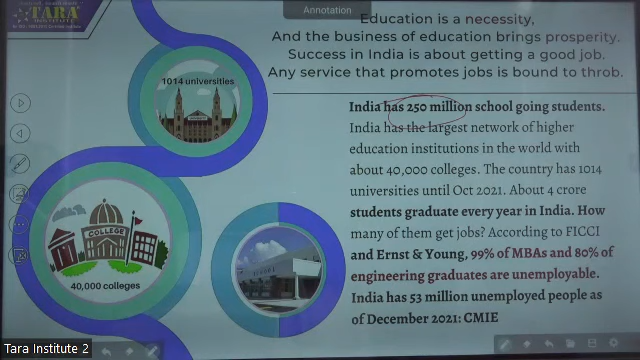 TARA
Annotation
Education is a necessity,
And the business of education brings prosperity.
Success in India is about getting a good job.
Any service that promotes jobs is bound to throb.
1014 universities
India has 250 million school going students.
India has the largest network of higher
education institutions in the world with
about 40,000 colleges. The country has 1014
universities until Oct 2021. About 4 crore
students graduate every year in India. How
many of them get jobs? According to FICCI
and Ernst & Young, 99% of MBAs and 80% of
engineering graduates are unemployable.
India has 53 million unemployed people as
of December 2021: CMIE
COLLEGE
40,000 colleges
Tara Institute 2